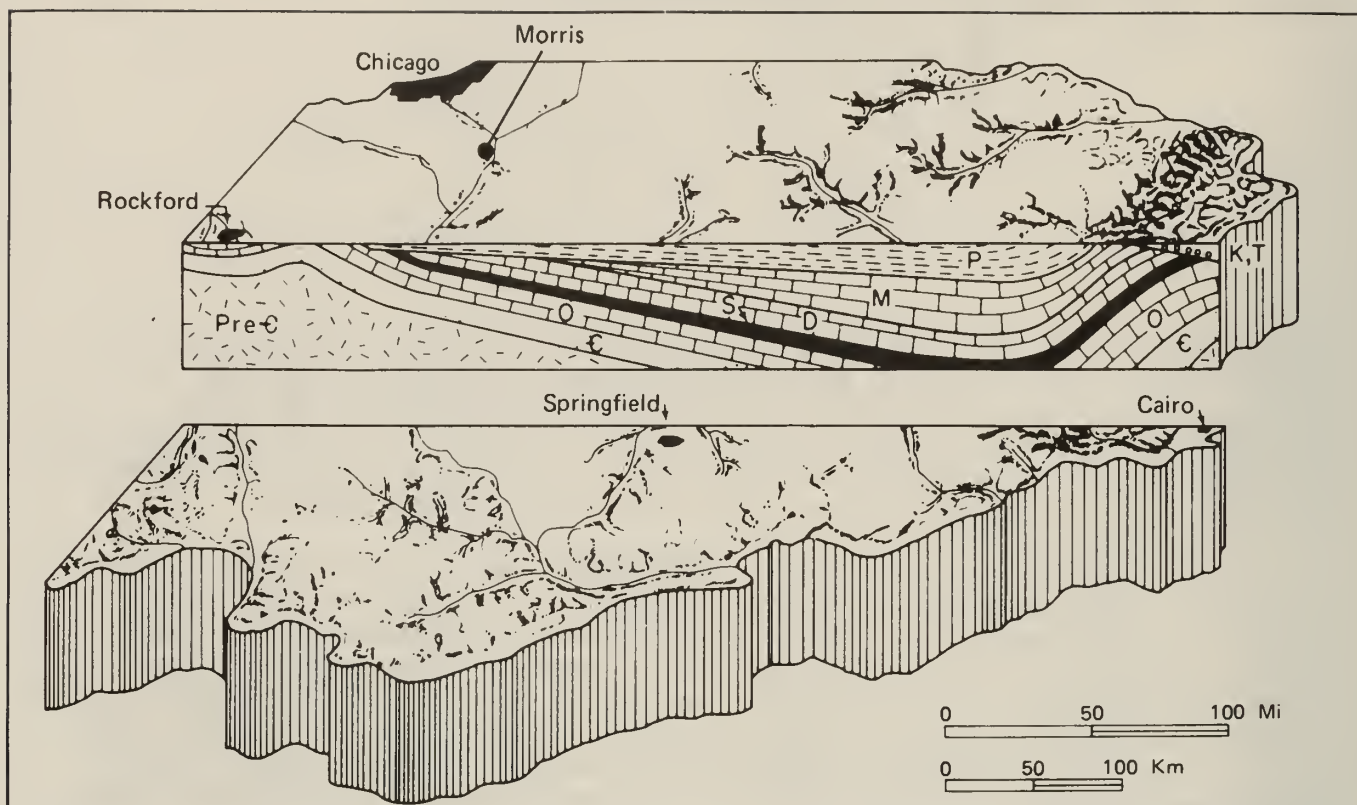 Morris
Chicago
Rockford
P
K,T
M
S
D
O
O
Pre-Є
Є
Є
Springfield
Cairo
0 50 100 Mi
0 50 100 Km